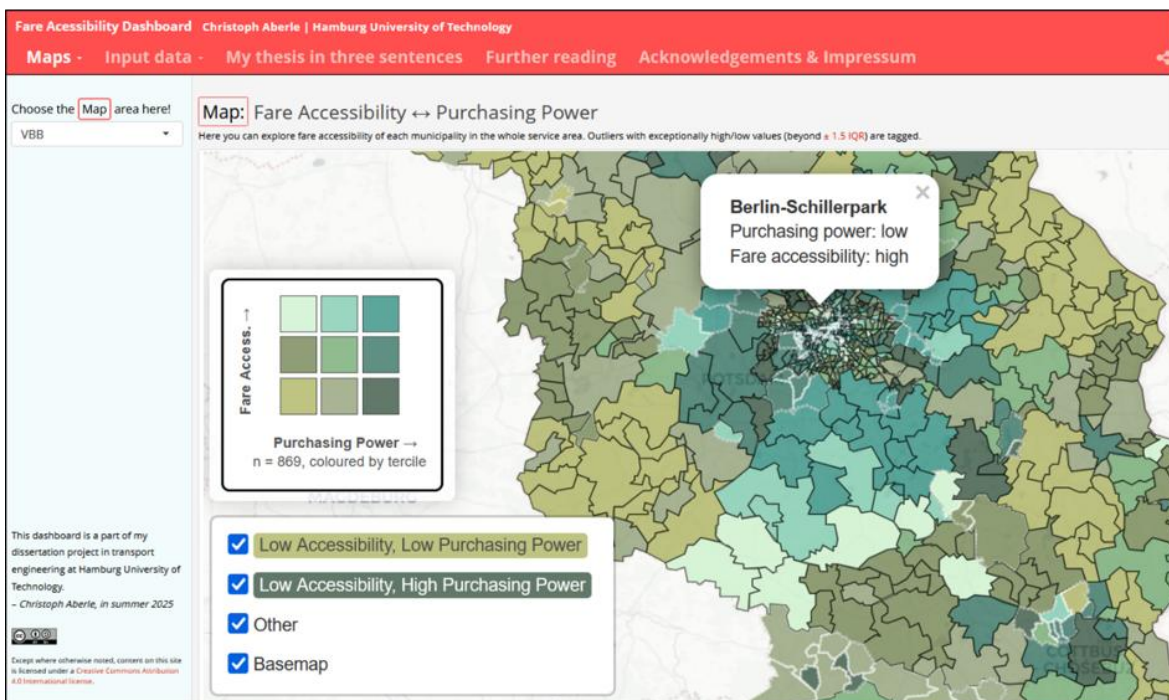 Fare Acessibility Dashboard Christoph Aberle | Hamburg University of Technology
Maps Input data My thesis in three sentences Further reading Acknowledgements & Impressum
Choose the Map area here!
VBB
Map: Fare Accessibility ↔ Purchasing Power
Here you can explore fare accessibility of each municipality in the whole service area. Outliers with exceptionally high/low values (beyond ± 1.5 IQR) are tagged.
Berlin-Schillerpark
Purchasing power: low
Fare accessibility: high
Fare Access. →
Purchasing Power →
n = 869, coloured by tercile
POTSDAM
MAGDEBURG
Low Accessibility, Low Purchasing Power
Low Accessibility, High Purchasing Power
Other
Basemap
COTTBUS
This dashboard is a part of my
dissertation project in transport
engineering at Hamburg University of
Technology.
– Christoph Aberle, in summer 2025
Except where otherwise noted, content on this site
is licensed under a Creative Commons Attribution
4.0 International license.